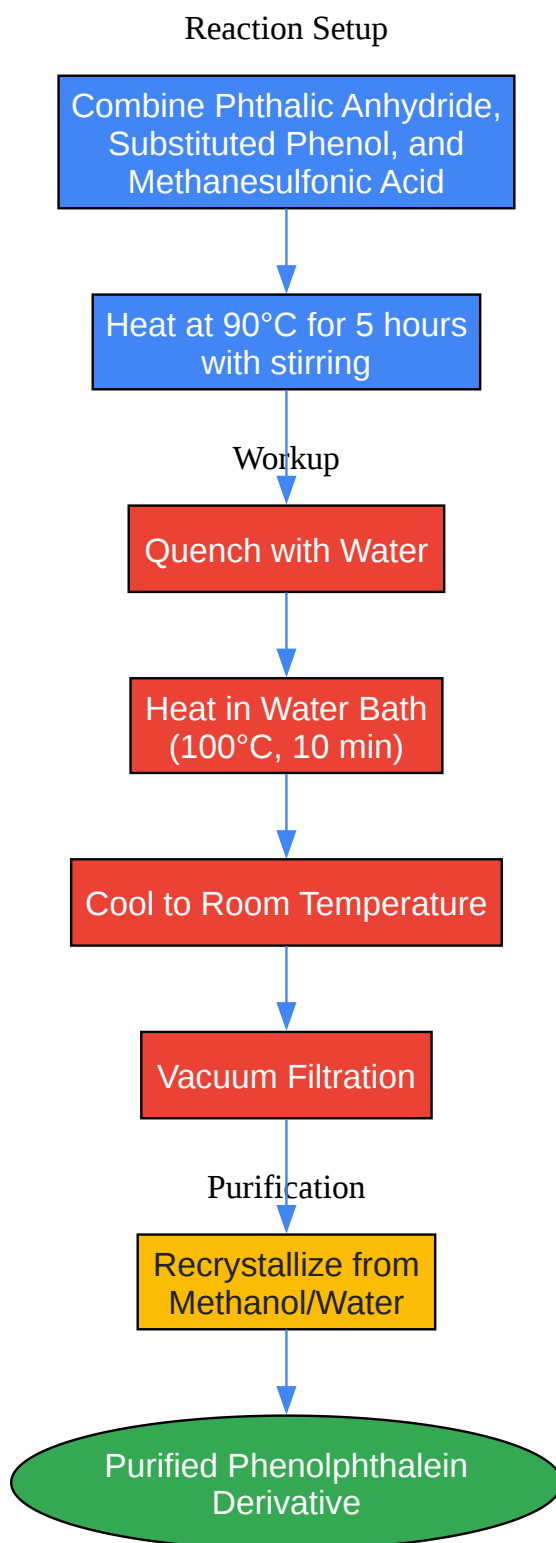 Reaction Setup
Combine Phthalic Anhydride,
Substituted Phenol, and
Methanesulfonic Acid
Heat at 90°C for 5 hours
with stirring
Workup
Quench with Water
Heat in Water Bath
(100°C, 10 min)
Cool to Room Temperature
Vacuum Filtration
Purification
Recrystallize from
Methanol/Water
Purified Phenolphthalein
Derivative